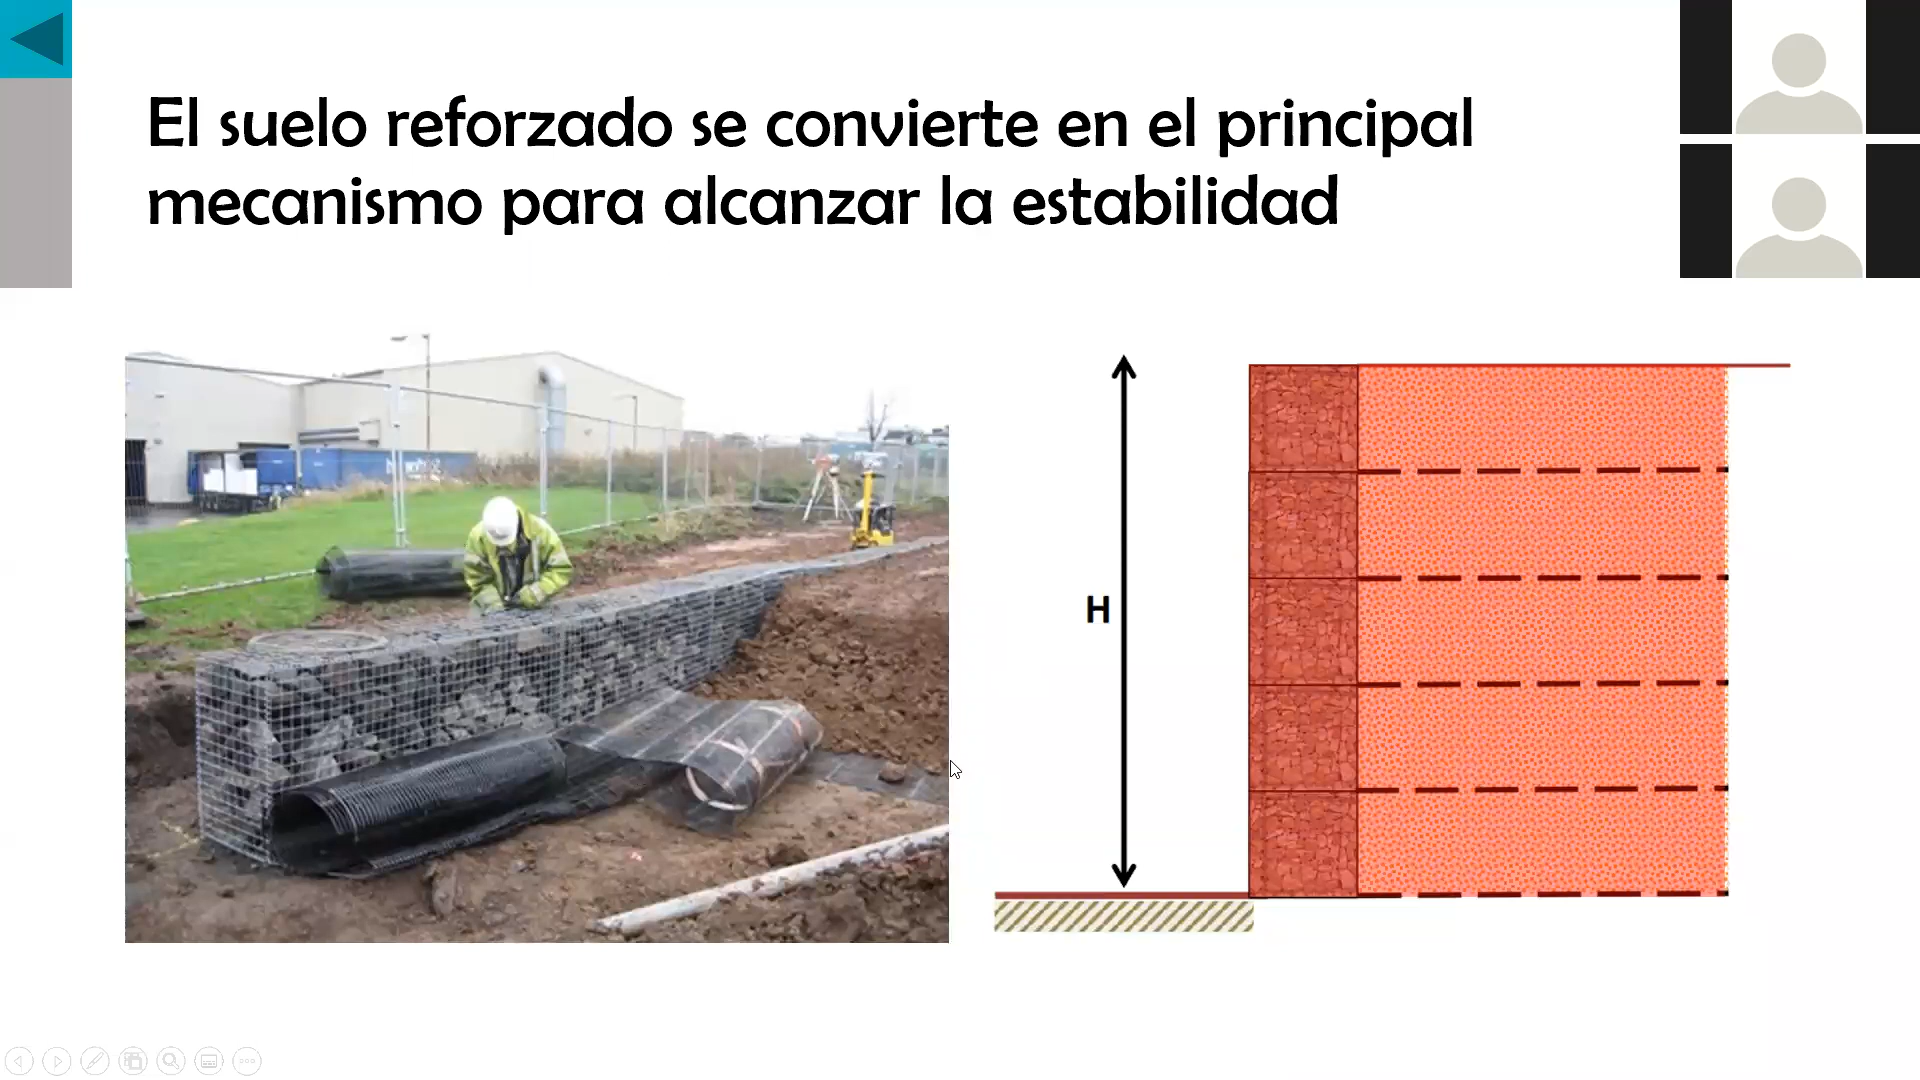 El suelo reforzado se convierte en el principal
mecanismo para alcanzar la estabilidad
H